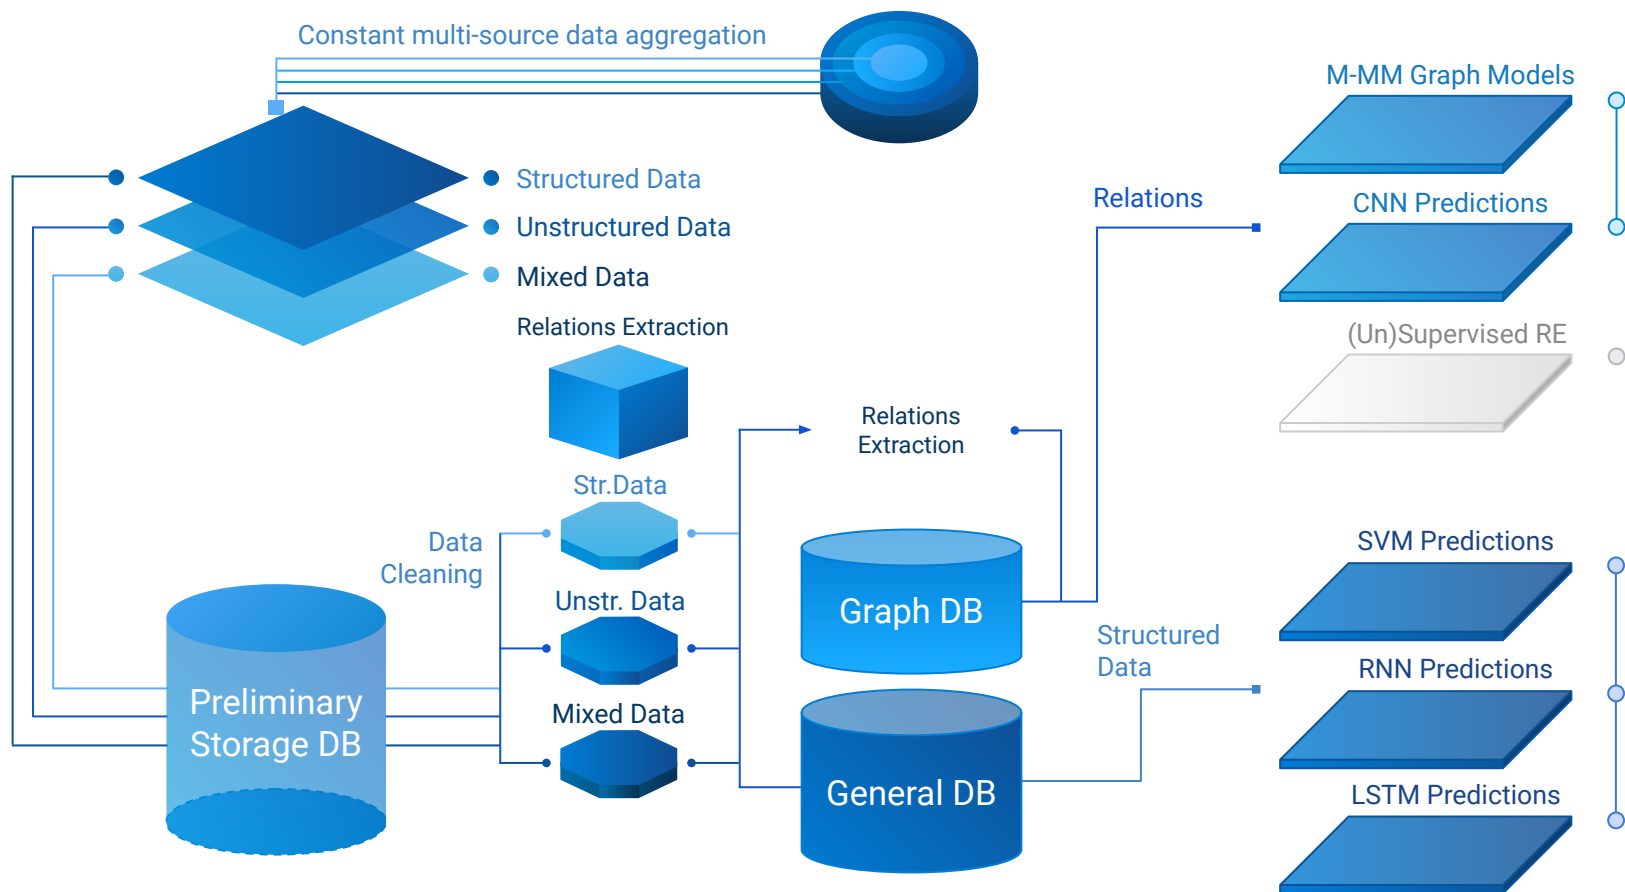 Constant multi-source data aggregation
Structured Data
Unstructured Data
Mixed Data
Relations Extraction
Str.Data
Data
Cleaning
Unstr. Data
Mixed Data
Preliminary
Storage DB
Relations
Extraction
Graph DB
General DB
Relations
Structured
Data
M-MM Graph Models
CNN Predictions
(Un)Supervised RE
SVM Predictions
RNN Predictions
LSTM Predictions